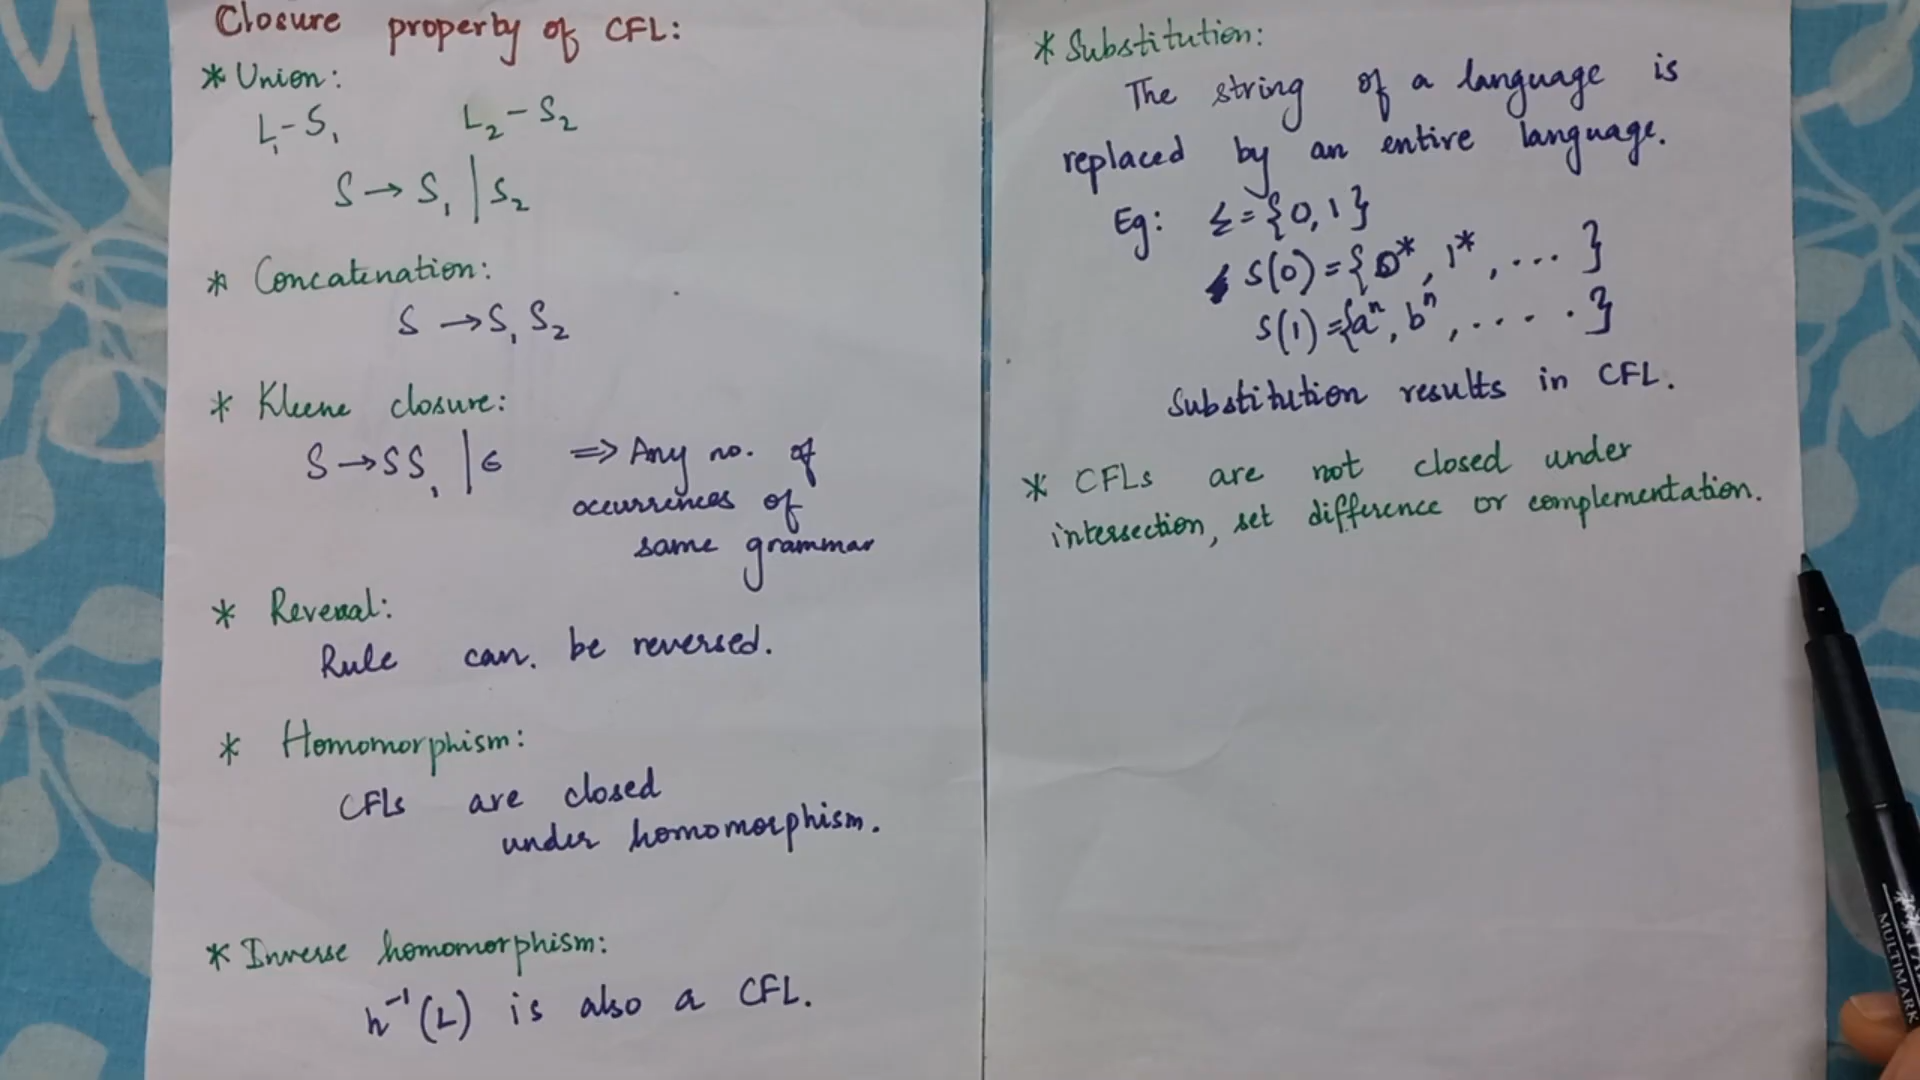 Closure property of CFL:
* Union:
L₁-S₁ L₂-S₂
S → S₁ | S₂
* Concatenation:
S → S₁ S₂
* Kleene closure:
S → SS₁ | ϵ ⇒ Any no. of
occurrences of
same grammar
* Reversal:
Rule can be reversed.
* Homomorphism:
CFLs are closed
under homomorphism.
* Inverse homomorphism:
h⁻¹(L) is also a CFL.
* Substitution:
The string of a language is
replaced by an entire language.
Eg: Σ = {0, 1}
S(0) = {0*, 1*, ... }
S(1) = {aⁿ, bⁿ, .... }
Substitution results in CFL.
* CFLs are not closed under
intersection, set difference or complementation.
MULTIMARK